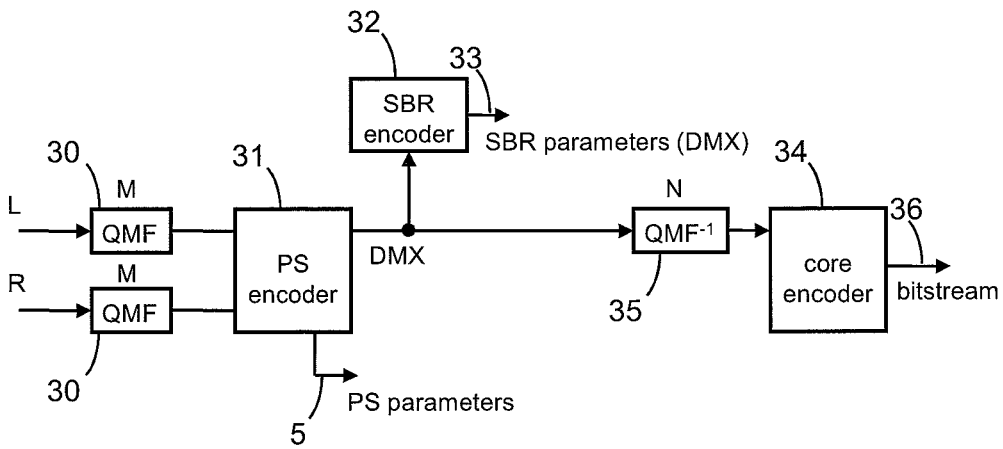 32
33
SBR
encoder
SBR parameters (DMX)
30
31
34
L
M
N
36
QMF
QMF-1
DMX
PS
encoder
core
encoder
R
M
QMF
35
bitstream
30
5
PS parameters